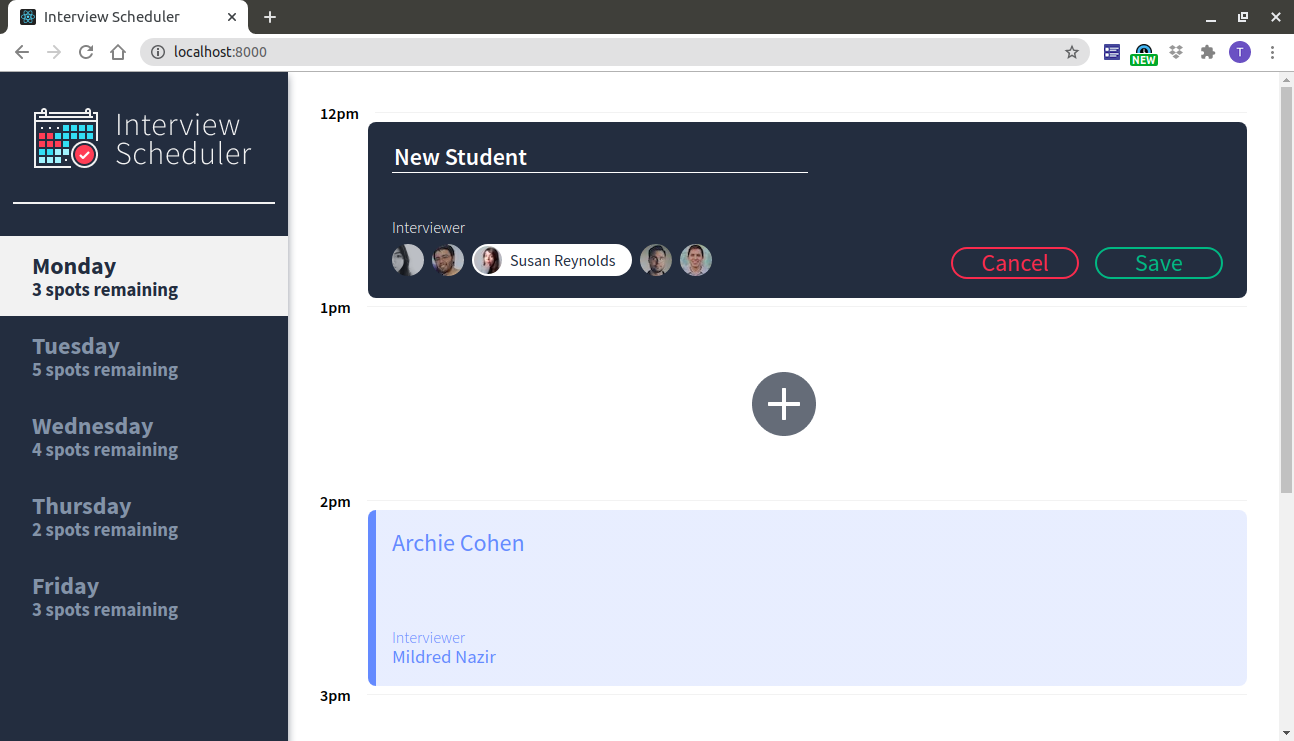 Interview Scheduler
localhost:8000
NEW
T
Interview
Scheduler
Monday
3 spots remaining
Tuesday
5 spots remaining
Wednesday
4 spots remaining
Thursday
2 spots remaining
Friday
3 spots remaining
12pm
New Student
Interviewer
Susan Reynolds
Cancel
Save
1pm
2pm
Archie Cohen
Interviewer
Mildred Nazir
3pm